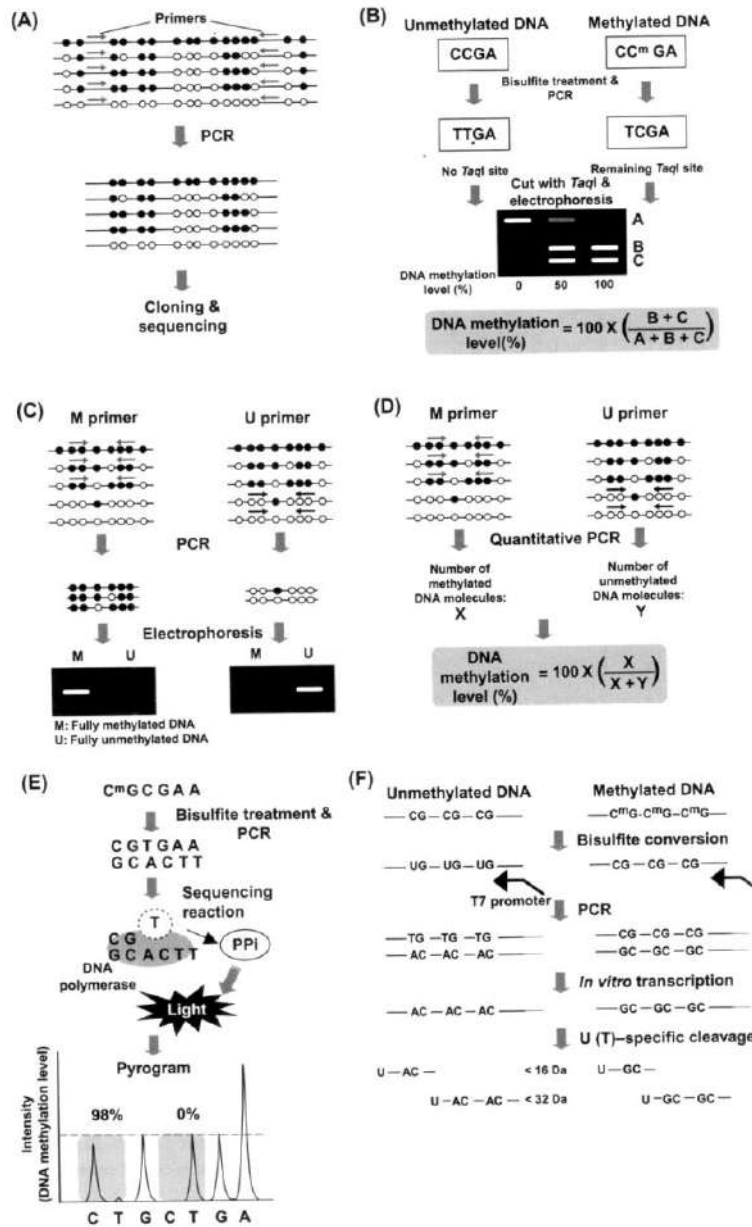 (A)
Primers
PCR
Cloning &
sequencing
(B)
Unmethylated DNA
Methylated DNA
CCGA
CCᵐ GA
Bisulfite treatment &
PCR
TTGA
TCGA
No TaqI site
Remaining TaqI site
Cut with TaqI &
electrophoresis
A
B
C
DNA methylation
level (%)
0 50 100
DNA methylation
level(%)
= 100 X ( B + C / A + B + C )
(C)
M primer
U primer
PCR
Electrophoresis
M U
M U
M: Fully methylated DNA
U: Fully unmethylated DNA
(D)
M primer
U primer
Quantitative PCR
Number of
methylated
DNA molecules:
X
Number of
unmethylated
DNA molecules:
Y
DNA
methylation
level (%)
= 100 X ( X / X + Y )
(E)
CᵐGCGAA
Bisulfite treatment &
PCR
CGTGAA
GCACTT
Sequencing
reaction
T
CG
GCACTT
PPi
DNA
polymerase
Light
Pyrogram
Intensity
(DNA methylation level)
98% 0%
C T G C T G A
(F)
Unmethylated DNA
Methylated DNA
CG — CG — CG
CᵐG-CᵐG-CᵐG
Bisulfite conversion
UG — UG — UG
CG — CG — CG
T7 promoter
PCR
TG — TG — TG
AC — AC — AC
CG — CG — CG
GC — GC — GC
In vitro transcription
AC — AC — AC
GC — GC — GC
U (T)–specific cleavage
U — AC —
< 16 Da
U — GC —
U — AC — AC —
< 32 Da
U — GC — GC —